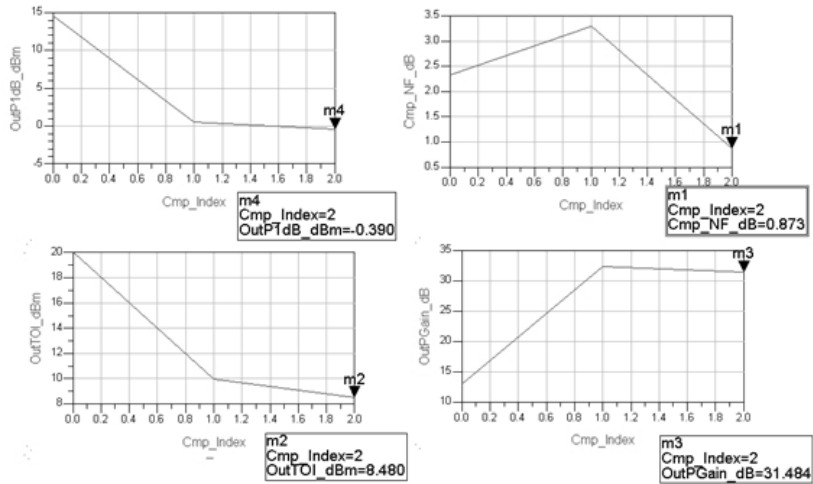 OutP1dB_dBm
15
10
5
0
-5
0.0 0.2 0.4 0.6 0.8 1.0 1.2 1.4 1.6 1.8 2.0
Cmp_Index
m4
m4
Cmp_Index=2
OutP1dB_dBm=-0.390
Cmp_NF_dB
3.5
3.0
2.5
2.0
1.5
1.0
0.5
0.0 0.2 0.4 0.6 0.8 1.0 1.2 1.4 1.6 1.8 2.0
Cmp_Index
m1
m1
Cmp_Index=2
Cmp_NF_dB=0.873
OutTOI_dBm
20
18
16
14
12
10
8
0.0 0.2 0.4 0.6 0.8 1.0 1.2 1.4 1.6 1.8 2.0
Cmp_Index
m2
m2
Cmp_Index=2
OutTOI_dBm=8.480
OutPGain_dB
35
30
25
20
15
10
0.0 0.2 0.4 0.6 0.8 1.0 1.2 1.4 1.6 1.8 2.0
Cmp_Index
m3
m3
Cmp_Index=2
OutPGain_dB=31.484